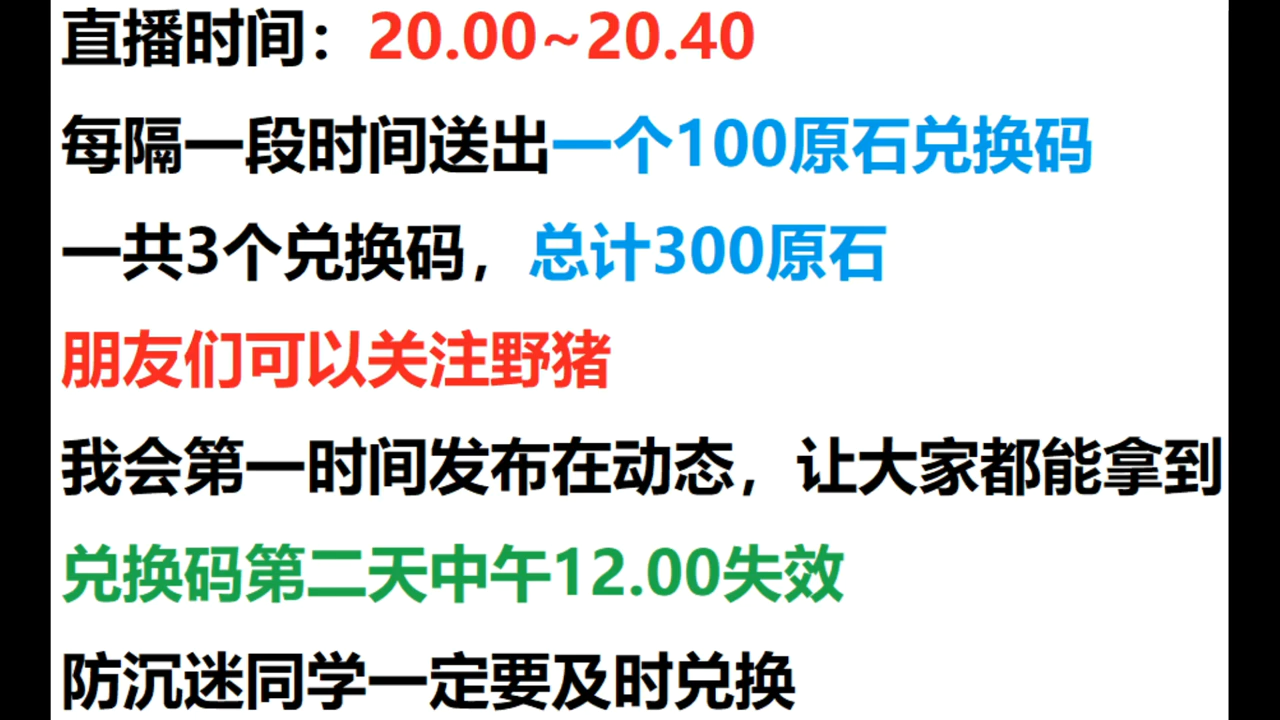 直播时间：20.00~20.40
每隔一段时间送出一个100原石兑换码
一共3个兑换码，总计300原石
朋友们可以关注野猪
我会第一时间发布在动态，让大家都能拿到
兑换码第二天中午12.00失效
防沉迷同学一定要及时兑换